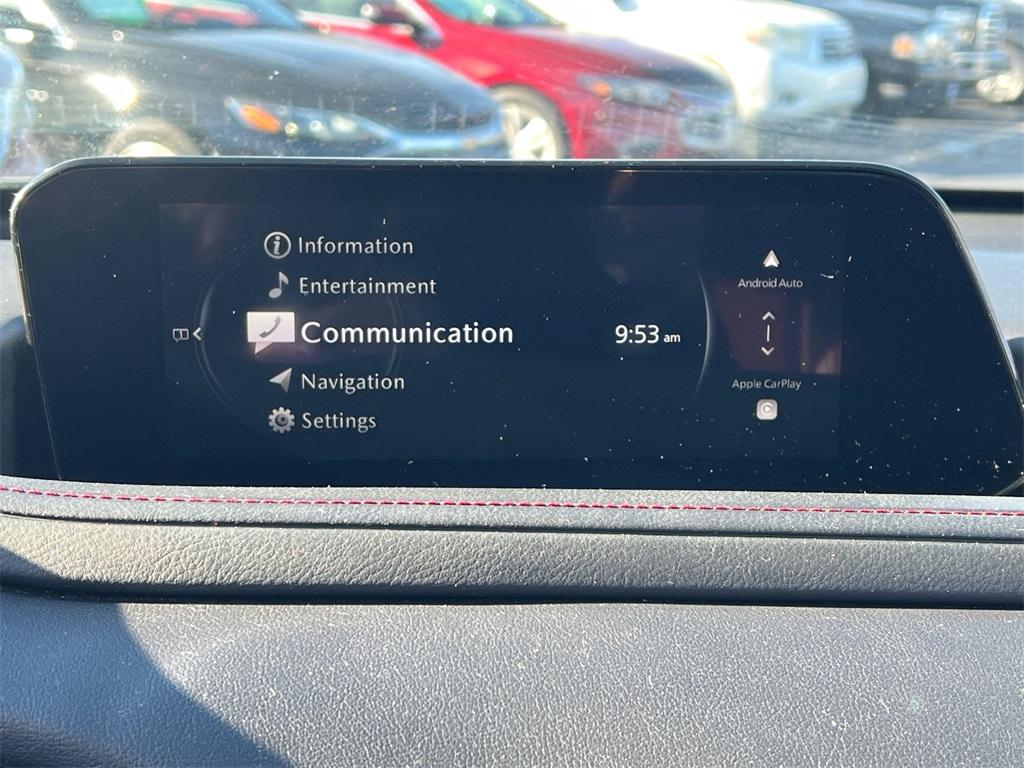 Information
Entertainment
Communication
9:53 am
Navigation
Settings
Android Auto
Apple CarPlay